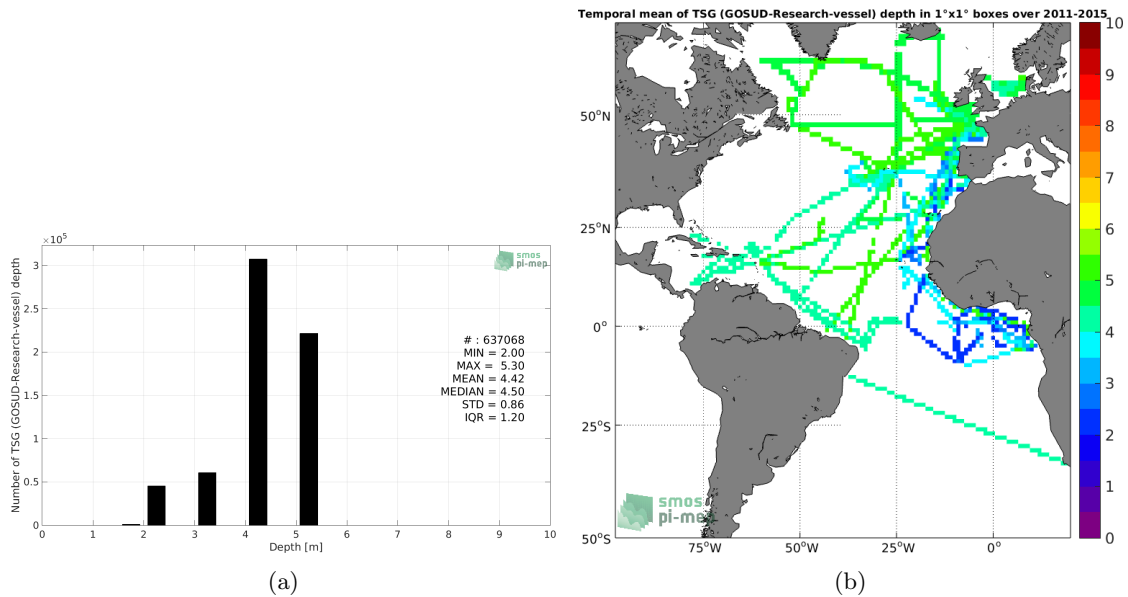 ×10⁵
3
2.5
2
1.5
1
0.5
0
Number of TSG (GOSUD-Research-vessel) depth
smos
pi-mep
# : 637068
MIN = 2.00
MAX = 5.30
MEAN = 4.42
MEDIAN = 4.50
STD = 0.86
IQR = 1.20
0 1 2 3 4 5 6 7 8 9 10
Depth [m]
(a)
Temporal mean of TSG (GOSUD-Research-vessel) depth in 1°x1° boxes over 2011-2015
50°N
25°N
0°
25°S
50°S
75°W 50°W 25°W 0°
smos
pi-mep
10
9
8
7
6
5
4
3
2
1
0
(b)